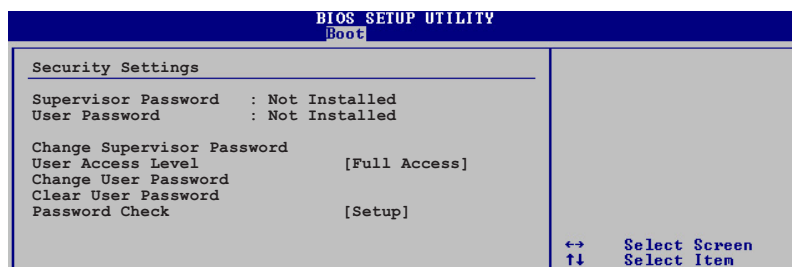 BIOS SETUP UTILITY
Boot
Security Settings
Supervisor Password : Not Installed
User Password : Not Installed
Change Supervisor Password
User Access Level [Full Access]
Change User Password
Clear User Password
Password Check [Setup]
↔ Select Screen
↑↓ Select Item